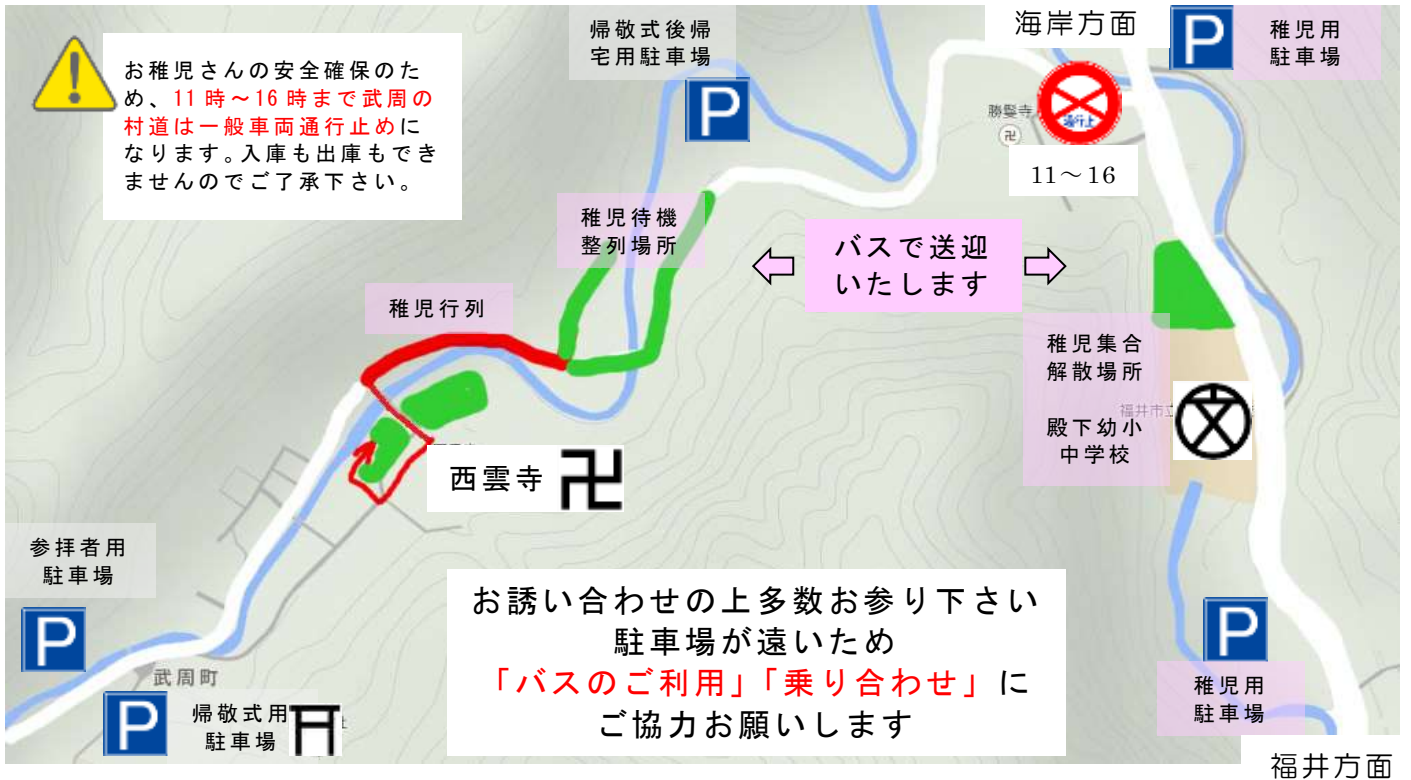 お稚児さんの安全確保のた
め、11時～16時まで武周の
村道は一般車両通行止めに
なります。入庫も出庫もでき
ませんのでご了承下さい。
帰敬式後帰
宅用駐車場
P
海岸方面
P
稚児用
駐車場
勝鬘寺
卍
通行止
11～16
稚児待機
整列場所
バスで送迎
いたします
稚児行列
稚児集合
解散場所
福井市立
殿下幼小
中学校
文
西雲寺 卍
参拝者用
駐車場
P
武周町
P
帰敬式用
駐車場
お誘い合わせの上多数お参り下さい
駐車場が遠いため
「バスのご利用」「乗り合わせ」に
ご協力お願いします
P
稚児用
駐車場
福井方面